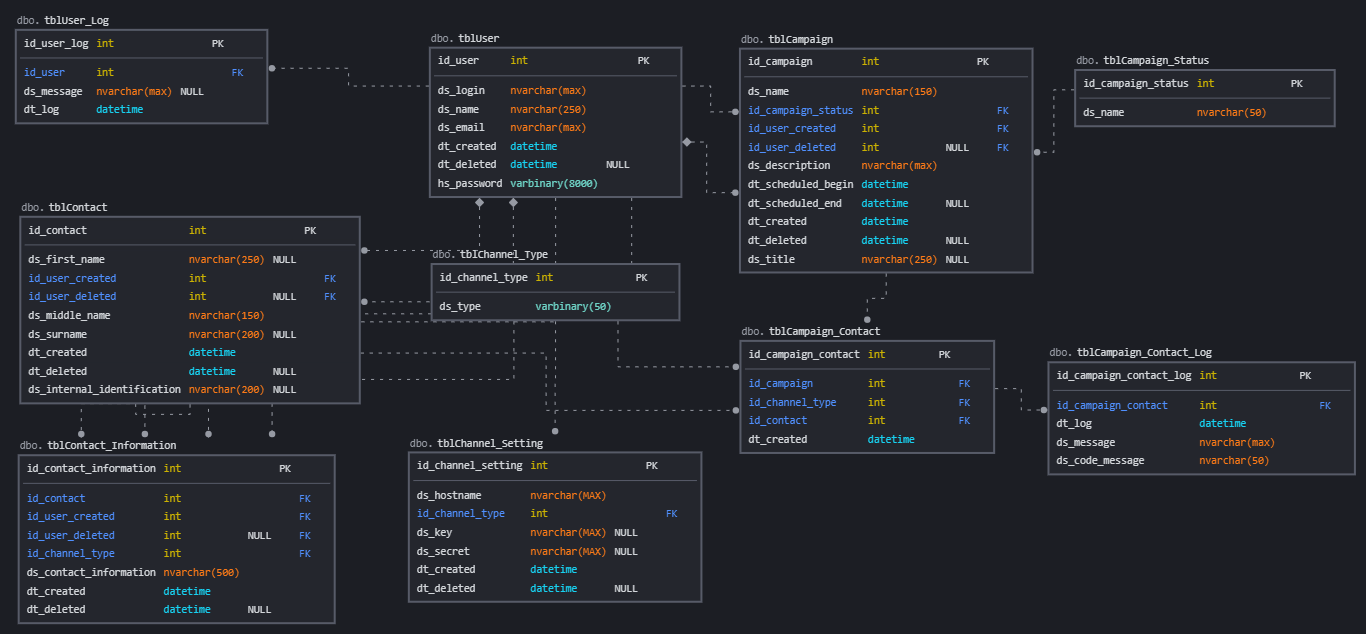 dbo. tblUser_Log
id_user_log int PK
id_user int FK
ds_message nvarchar(max) NULL
dt_log datetime
dbo. tblUser
id_user int PK
ds_login nvarchar(max)
ds_name nvarchar(250)
ds_email nvarchar(max)
dt_created datetime
dt_deleted datetime NULL
hs_password varbinary(8000)
dbo. tblCampaign
id_campaign int PK
ds_name nvarchar(150)
id_campaign_status int FK
id_user_created int FK
id_user_deleted int NULL FK
ds_description nvarchar(max)
dt_scheduled_begin datetime
dt_scheduled_end datetime NULL
dt_created datetime
dt_deleted datetime NULL
ds_title nvarchar(250) NULL
dbo. tblCampaign_Status
id_campaign_status int PK
ds_name nvarchar(50)
dbo. tblContact
id_contact int PK
ds_first_name nvarchar(250) NULL
id_user_created int FK
id_user_deleted int NULL FK
ds_middle_name nvarchar(150)
ds_surname nvarchar(200) NULL
dt_created datetime
dt_deleted datetime NULL
ds_internal_identification nvarchar(200) NULL
dbo. tblChannel_Type
id_channel_type int PK
ds_type varbinary(50)
dbo. tblCampaign_Contact
id_campaign_contact int PK
id_campaign int FK
id_channel_type int FK
id_contact int FK
dt_created datetime
dbo. tblCampaign_Contact_Log
id_campaign_contact_log int PK
id_campaign_contact int FK
dt_log datetime
ds_message nvarchar(max)
ds_code_message nvarchar(50)
dbo. tblContact_Information
id_contact_information int PK
id_contact int FK
id_user_created int FK
id_user_deleted int NULL FK
id_channel_type int FK
ds_contact_information nvarchar(500)
dt_created datetime
dt_deleted datetime NULL
dbo. tblChannel_Setting
id_channel_setting int PK
ds_hostname nvarchar(MAX)
id_channel_type int FK
ds_key nvarchar(MAX) NULL
ds_secret nvarchar(MAX) NULL
dt_created datetime
dt_deleted datetime NULL